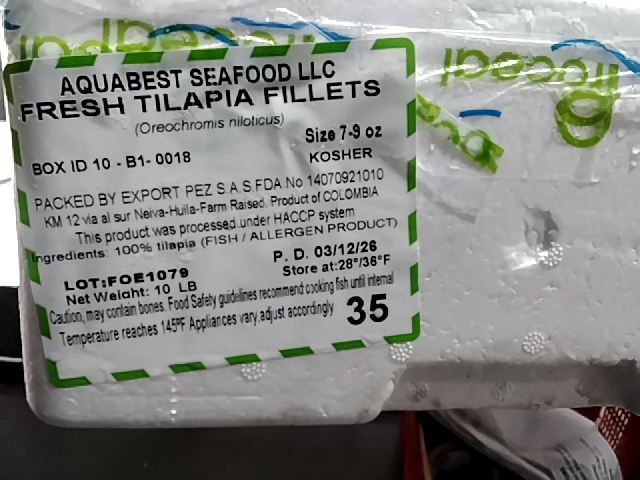 AQUABEST SEAFOOD LLC
FRESH TILAPIA FILLETS
(Oreochromis niloticus)
Size 7-9 oz
BOX ID 10 - B1- 0018
KOSHER
PACKED BY EXPORT PEZ S.A.S.FDA.No 14070921010
KM 12 via al sur Neiva-Huila-Farm Raised. Product of COLOMBIA
This product was processed under HACCP system
Ingredients: 100% tilapia (FISH / ALLERGEN PRODUCT)
P. D. 03/12/26
LOT:FOE1079
Store at:28°/36°F
Net Weight: 10 LB
Caution, may contain bones. Food Safety guidelines recommend cooking fish until internal
Temperature reaches 145ºF Appliances vary,adjust accordingly
35